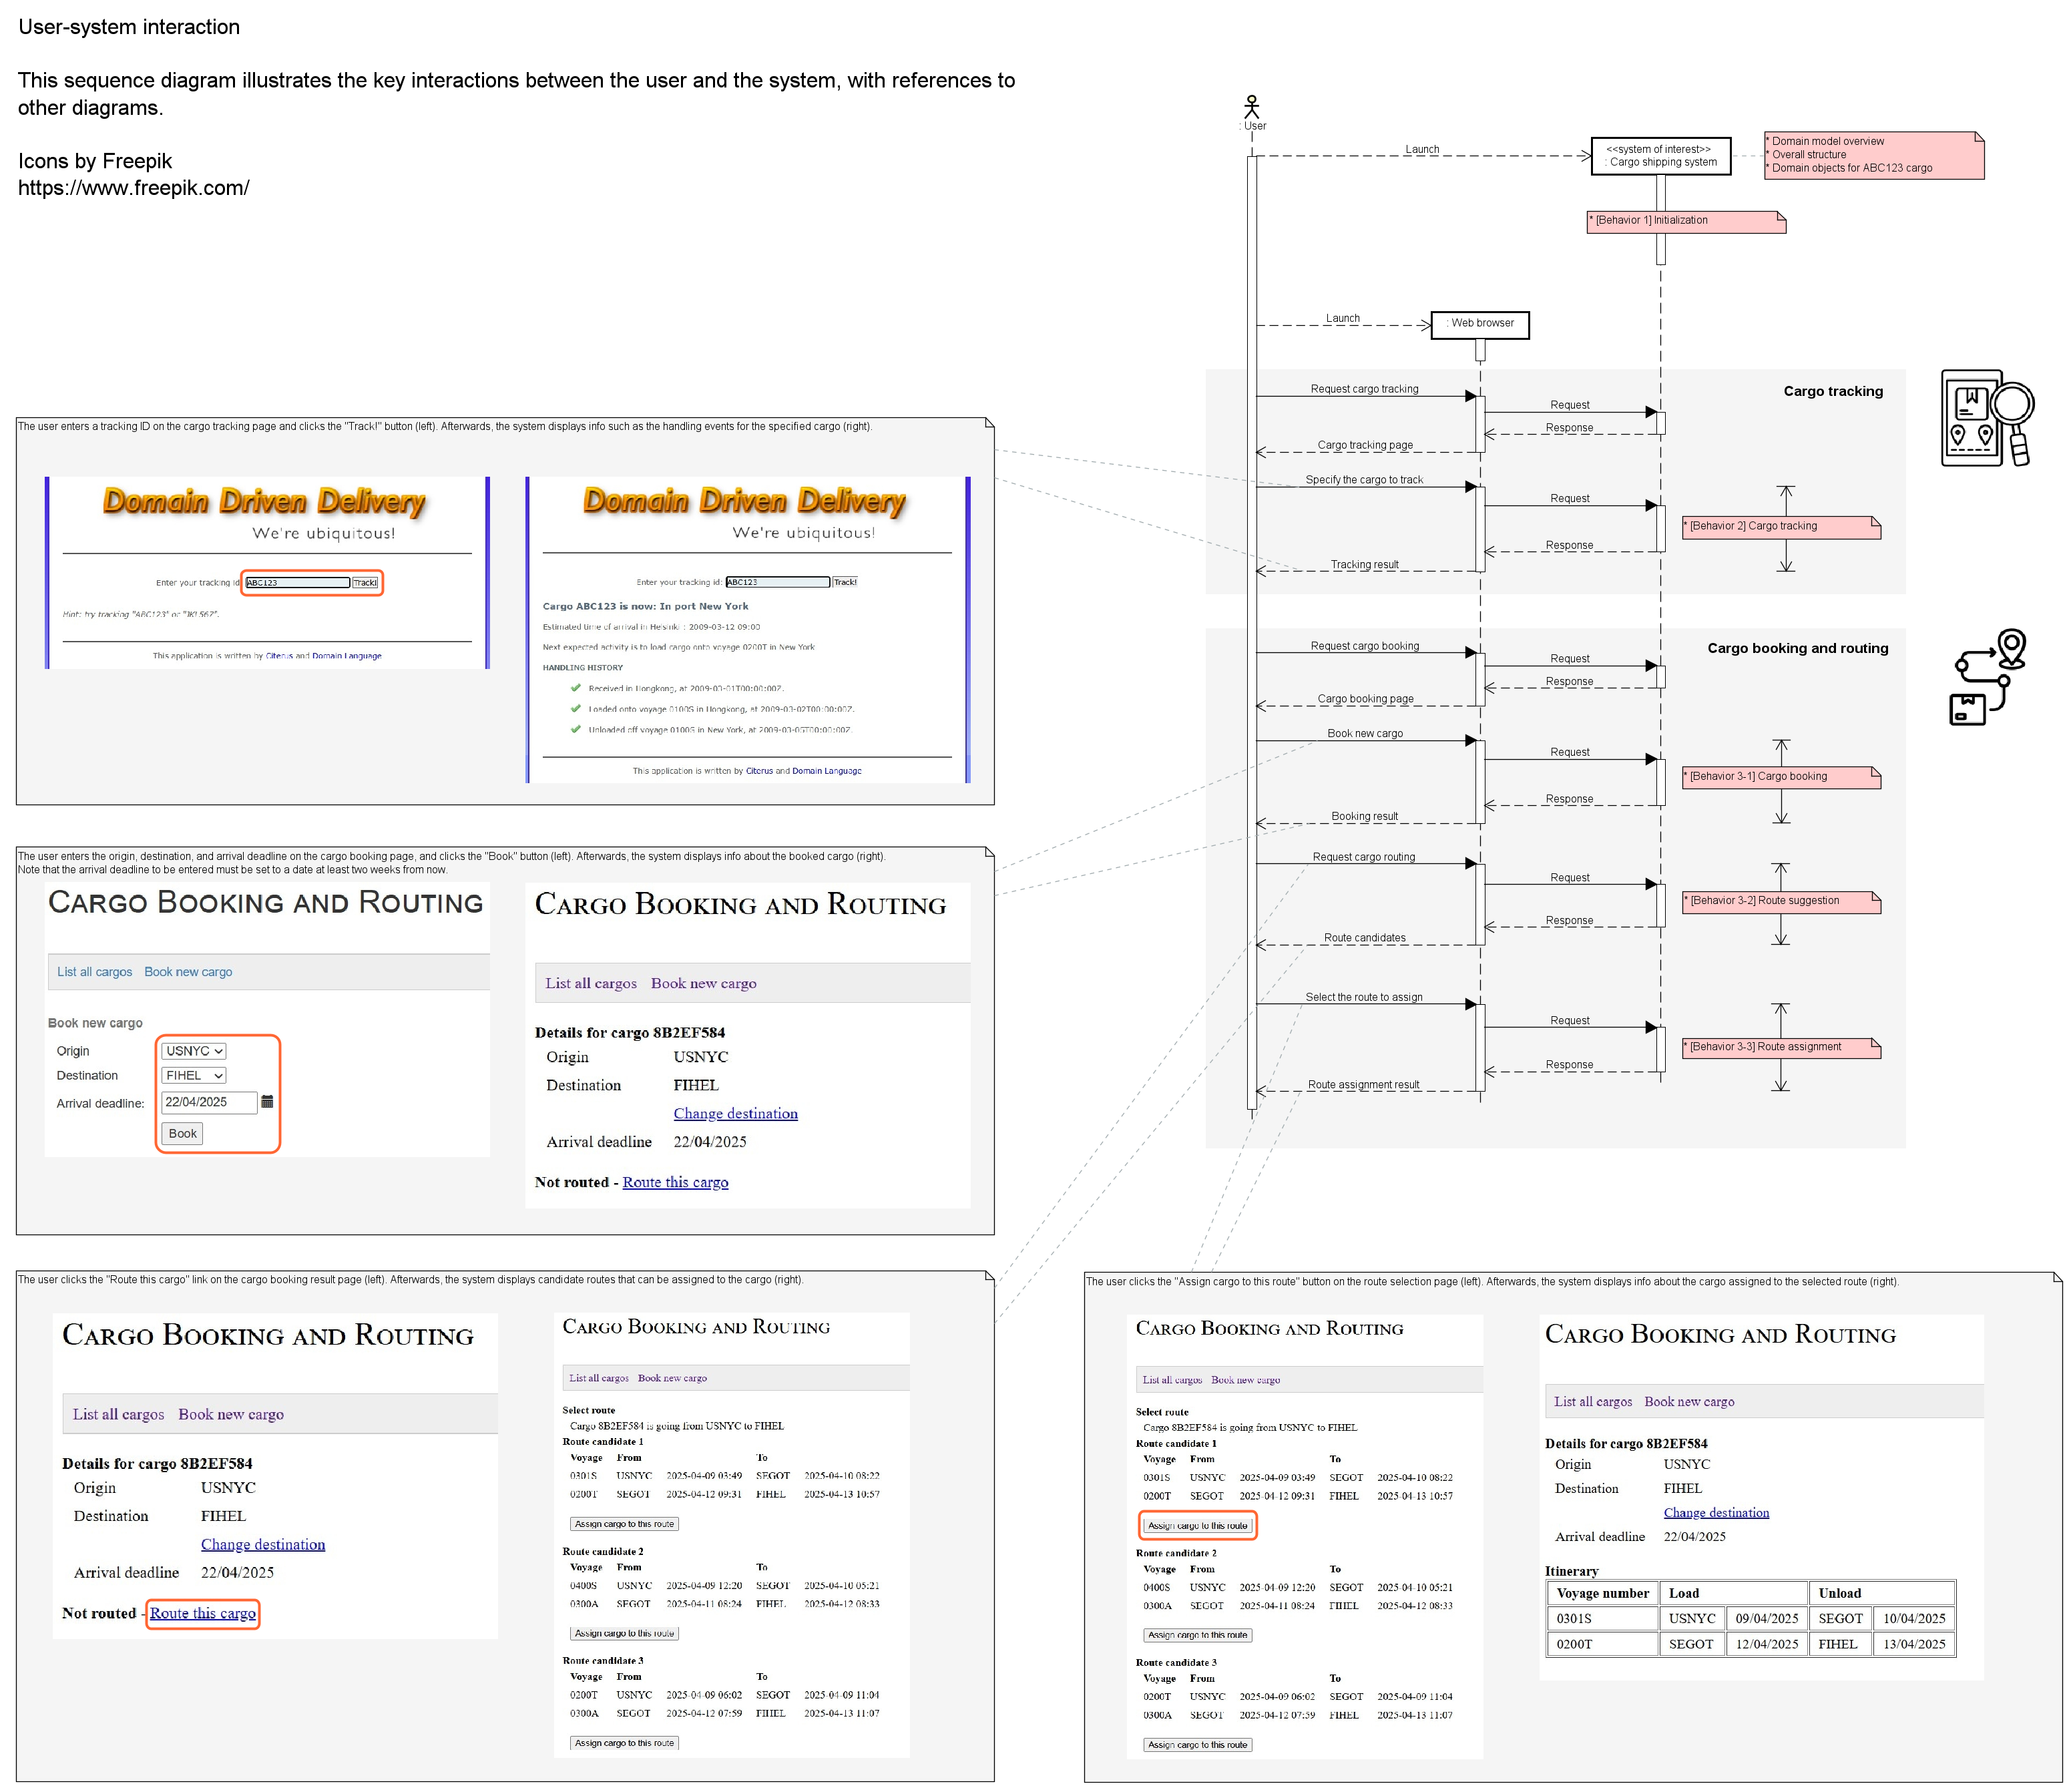 User-system interaction
This sequence diagram illustrates the key interactions between the user and the system, with references to
other diagrams.
Icons by Freepik
https://www.freepik.com/
: User
Launch
<<system of interest>>
: Cargo shipping system
* Domain model overview
* Overall structure
* Domain objects for ABC123 cargo
* [Behavior 1] Initialization
Launch
: Web browser
Cargo tracking
Request cargo tracking
Request
Response
Cargo tracking page
Specify the cargo to track
Request
* [Behavior 2] Cargo tracking
Response
Tracking result
Cargo booking and routing
Request cargo booking
Request
Response
Cargo booking page
Book new cargo
Request
* [Behavior 3-1] Cargo booking
Response
Booking result
Request cargo routing
Request
* [Behavior 3-2] Route suggestion
Response
Route candidates
Select the route to assign
Request
* [Behavior 3-3] Route assignment
Response
Route assignment result
The user enters a tracking ID on the cargo tracking page and clicks the "Track!" button (left). Afterwards, the system displays info such as the handling events for the specified cargo (right).
Domain Driven Delivery
We're ubiquitous!
Enter your tracking id: ABC123 Track!
Hint: try tracking "ABC123" or "JKL567".
This application is written by Citerus and Domain Language
Domain Driven Delivery
We're ubiquitous!
Enter your tracking id: ABC123 Track!
Cargo ABC123 is now: In port New York
Estimated time of arrival in Helsinki : 2009-03-12 09:00
Next expected activity is to load cargo onto voyage 0200T in New York
HANDLING HISTORY
Received in Hongkong, at 2009-03-01T00:00:00Z.
Loaded onto voyage 0100S in Hongkong, at 2009-03-02T00:00:00Z.
Unloaded off voyage 0100S in New York, at 2009-03-05T00:00:00Z.
This application is written by Citerus and Domain Language
The user enters the origin, destination, and arrival deadline on the cargo booking page, and clicks the "Book" button (left). Afterwards, the system displays info about the booked cargo (right).
Note that the arrival deadline to be entered must be set to a date at least two weeks from now.
CARGO BOOKING AND ROUTING
List all cargos Book new cargo
Book new cargo
Origin USNYC
Destination FIHEL
Arrival deadline: 22/04/2025
Book
CARGO BOOKING AND ROUTING
List all cargos Book new cargo
Details for cargo 8B2EF584
Origin USNYC
Destination FIHEL
Change destination
Arrival deadline 22/04/2025
Not routed - Route this cargo
The user clicks the "Route this cargo" link on the cargo booking result page (left). Afterwards, the system displays candidate routes that can be assigned to the cargo (right).
CARGO BOOKING AND ROUTING
List all cargos Book new cargo
Details for cargo 8B2EF584
Origin USNYC
Destination FIHEL
Change destination
Arrival deadline 22/04/2025
Not routed - Route this cargo
CARGO BOOKING AND ROUTING
List all cargos Book new cargo
Select route
Cargo 8B2EF584 is going from USNYC to FIHEL
Route candidate 1
Voyage From To
0301S USNYC 2025-04-09 03:49 SEGOT 2025-04-10 08:22
0200T SEGOT 2025-04-12 09:31 FIHEL 2025-04-13 10:57
Assign cargo to this route
Route candidate 2
Voyage From To
0400S USNYC 2025-04-09 12:20 SEGOT 2025-04-10 05:21
0300A SEGOT 2025-04-11 08:24 FIHEL 2025-04-12 08:33
Assign cargo to this route
Route candidate 3
Voyage From To
0200T USNYC 2025-04-09 06:02 SEGOT 2025-04-09 11:04
0300A SEGOT 2025-04-12 07:59 FIHEL 2025-04-13 11:07
Assign cargo to this route
The user clicks the "Assign cargo to this route" button on the route selection page (left). Afterwards, the system displays info about the cargo assigned to the selected route (right).
CARGO BOOKING AND ROUTING
List all cargos Book new cargo
Select route
Cargo 8B2EF584 is going from USNYC to FIHEL
Route candidate 1
Voyage From To
0301S USNYC 2025-04-09 03:49 SEGOT 2025-04-10 08:22
0200T SEGOT 2025-04-12 09:31 FIHEL 2025-04-13 10:57
Assign cargo to this route
Route candidate 2
Voyage From To
0400S USNYC 2025-04-09 12:20 SEGOT 2025-04-10 05:21
0300A SEGOT 2025-04-11 08:24 FIHEL 2025-04-12 08:33
Assign cargo to this route
Route candidate 3
Voyage From To
0200T USNYC 2025-04-09 06:02 SEGOT 2025-04-09 11:04
0300A SEGOT 2025-04-12 07:59 FIHEL 2025-04-13 11:07
Assign cargo to this route
CARGO BOOKING AND ROUTING
List all cargos Book new cargo
Details for cargo 8B2EF584
Origin USNYC
Destination FIHEL
Change destination
Arrival deadline 22/04/2025
Itinerary
Voyage number Load Unload
0301S USNYC 09/04/2025 SEGOT 10/04/2025
0200T SEGOT 12/04/2025 FIHEL 13/04/2025